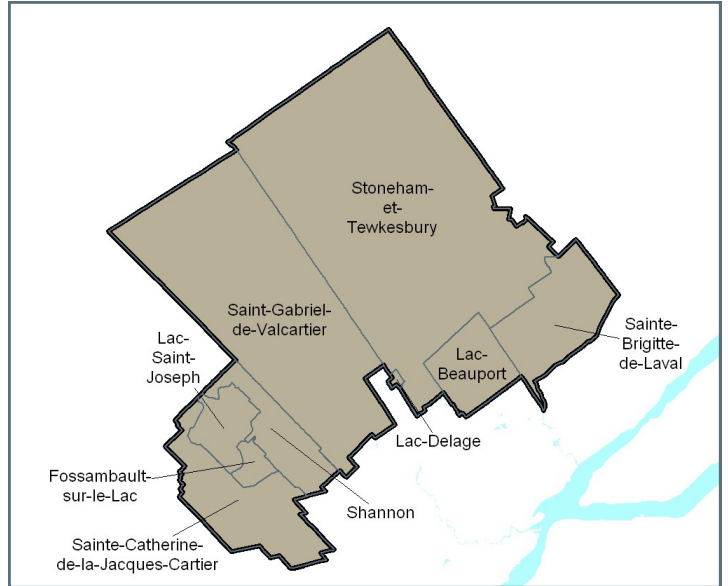 Stoneham-
et-
Tewkesbury
Saint-Gabriel-
de-Valcartier
Lac-
Saint-
Joseph
Sainte-
Brigitte-
de-Laval
Lac-
Beauport
Lac-Delage
Fossambault-
sur-le-Lac
Shannon
Sainte-Catherine-
de-la-Jacques-Cartier